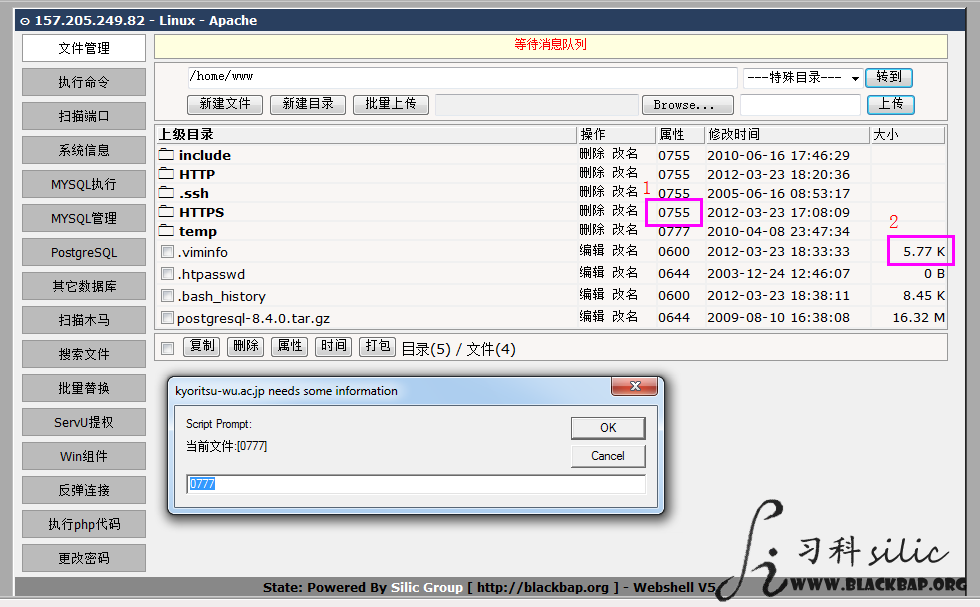 157.205.249.82 - Linux - Apache
文件管理
执行命令
扫描端口
系统信息
MYSQL执行
MYSQL管理
PostgreSQL
其它数据库
扫描木马
搜索文件
批量替换
ServU提权
Win组件
反弹连接
执行php代码
更改密码
等待消息队列
/home/www ---特殊目录--- 转到
新建文件 新建目录 批量上传 Browse... 上传
上级目录 操作 属性 修改时间 大小
include 删除 改名 0755 2010-06-16 17:46:29
HTTP 删除 改名 0755 2012-03-23 18:20:36
.ssh 删除 改名 0755 2005-06-16 08:53:17
1
HTTPS 删除 改名 0755 2012-03-23 17:08:09
temp 删除 改名 0777 2010-04-08 23:47:34
2
.viminfo 编辑 改名 0600 2012-03-23 18:33:33 5.77 K
.htpasswd 编辑 改名 0644 2003-12-24 12:46:07 0 B
.bash_history 编辑 改名 0600 2012-03-23 18:38:11 8.45 K
postgresql-8.4.0.tar.gz 编辑 改名 0644 2009-08-10 16:38:08 16.32 M
复制 删除 属性 时间 打包 目录(5) / 文件(4)
kyoritsu-wu.ac.jp needs some information
Script Prompt:
当前文件:[0777]
OK
Cancel
0777
习科 silic
WWW.BLACKBAP.ORG
State: Powered By Silic Group [ http://blackbap.org ] - Webshell V5